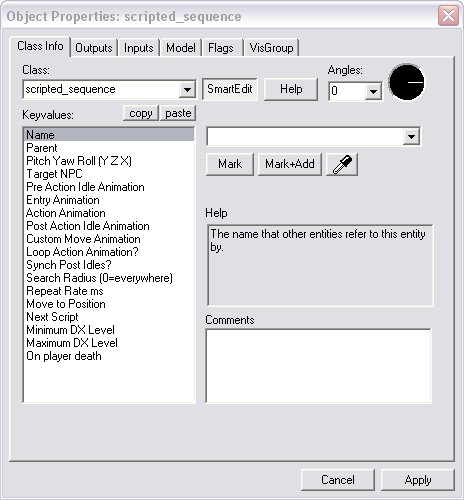 Object Properties: scripted_sequence
Class Info Outputs Inputs Model Flags VisGroup
Class: Angles:
scripted_sequence SmartEdit Help 0
Keyvalues: copy paste
Name
Parent
Pitch Yaw Roll (Y Z X)
Target NPC
Pre Action Idle Animation
Entry Animation
Action Animation
Post Action Idle Animation
Custom Move Animation
Loop Action Animation?
Synch Post Idles?
Search Radius (0=everywhere)
Repeat Rate ms
Move to Position
Next Script
Minimum DX Level
Maximum DX Level
On player death
Mark Mark+Add
Help
The name that other entities refer to this entity
by.
Comments
Cancel Apply